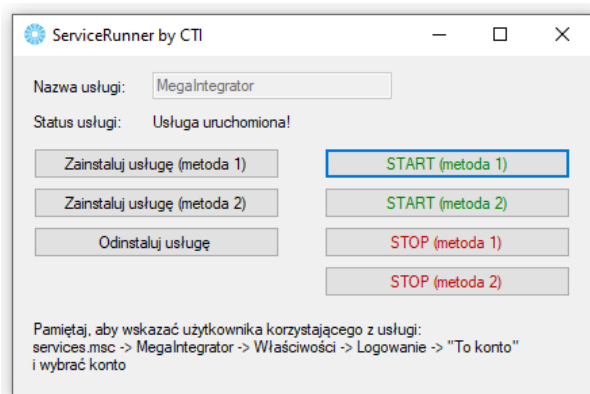 ServiceRunner by CTI
Nazwa usługi: MegaIntegrator
Status usługi: Usługa uruchomiona!
Zainstaluj usługę (metoda 1) START (metoda 1)
Zainstaluj usługę (metoda 2) START (metoda 2)
Odinstaluj usługę STOP (metoda 1)
STOP (metoda 2)
Pamiętaj, aby wskazać użytkownika korzystającego z usługi:
services.msc -> MegaIntegrator -> Właściwości -> Logowanie -> "To konto"
i wybrać konto